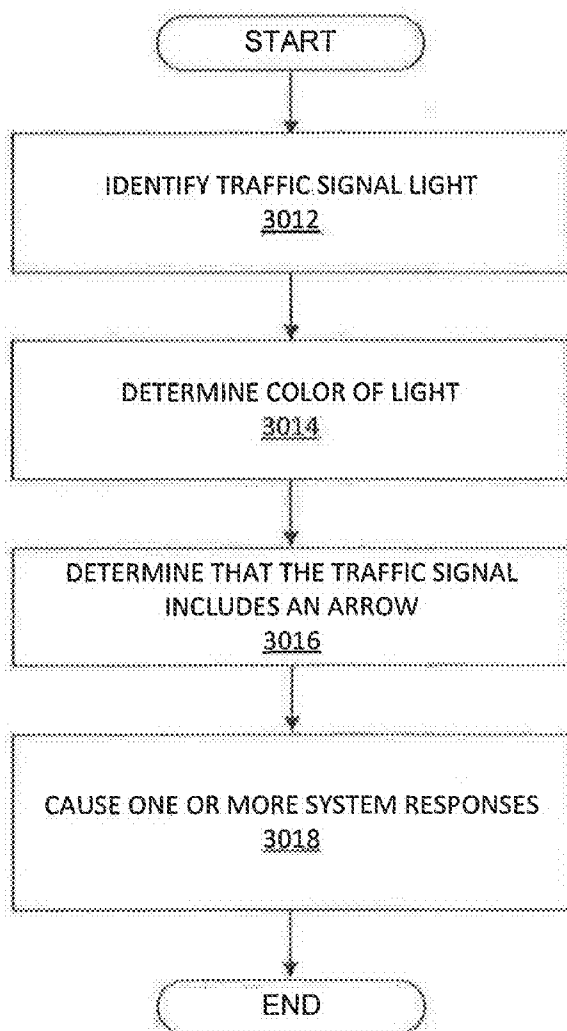 START
IDENTIFY TRAFFIC SIGNAL LIGHT
3012
DETERMINE COLOR OF LIGHT
3014
DETERMINE THAT THE TRAFFIC SIGNAL
INCLUDES AN ARROW
3016
CAUSE ONE OR MORE SYSTEM RESPONSES
3018
END